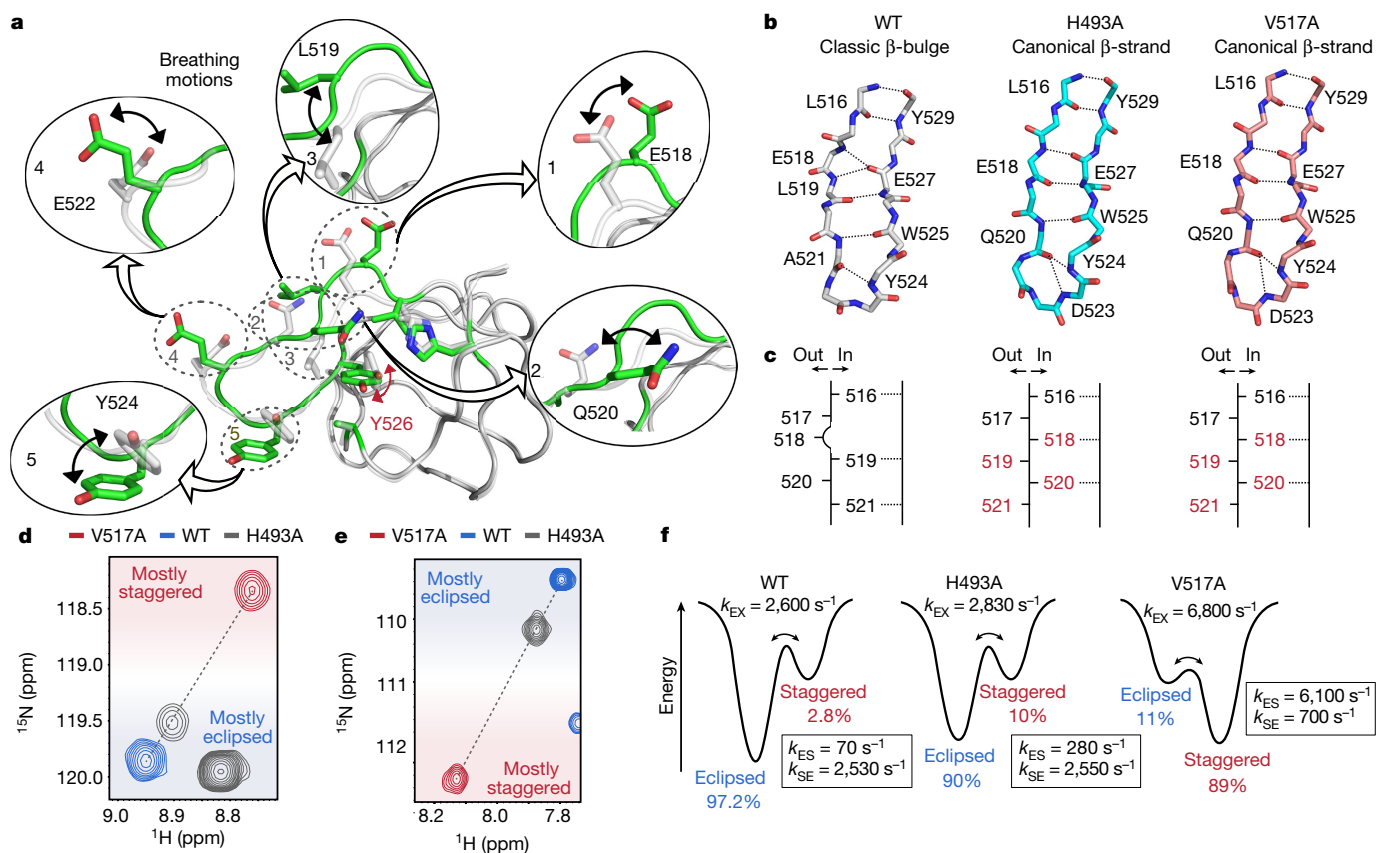 a
Breathing
motions
4
E522
L519
3
1
E518
1
2
3
4
5
Y526
2
Q520
Y524
5
b
WT
Classic β-bulge
L516
Y529
E518
L519
E527
W525
A521
Y524
H493A
Canonical β-strand
L516
Y529
E518
E527
W525
Q520
Y524
D523
V517A
Canonical β-strand
L516
Y529
E518
E527
W525
Q520
Y524
D523
c
Out In
516
517
518
519
520
521
Out In
516
517
518
519
520
521
Out In
516
517
518
519
520
521
d
V517A WT H493A
Mostly
staggered
Mostly
eclipsed
118.5
119.0
119.5
120.0
15N (ppm)
9.0 8.8
1H (ppm)
e
V517A WT H493A
Mostly
eclipsed
Mostly
staggered
110
111
112
15N (ppm)
8.2 8.0 7.8
1H (ppm)
f
Energy
WT
kEX = 2,600 s−1
Staggered
2.8%
Eclipsed
97.2%
kES = 70 s−1
kSE = 2,530 s−1
H493A
kEX = 2,830 s−1
Staggered
10%
Eclipsed
90%
kES = 280 s−1
kSE = 2,550 s−1
V517A
kEX = 6,800 s−1
Eclipsed
11%
Staggered
89%
kES = 6,100 s−1
kSE = 700 s−1